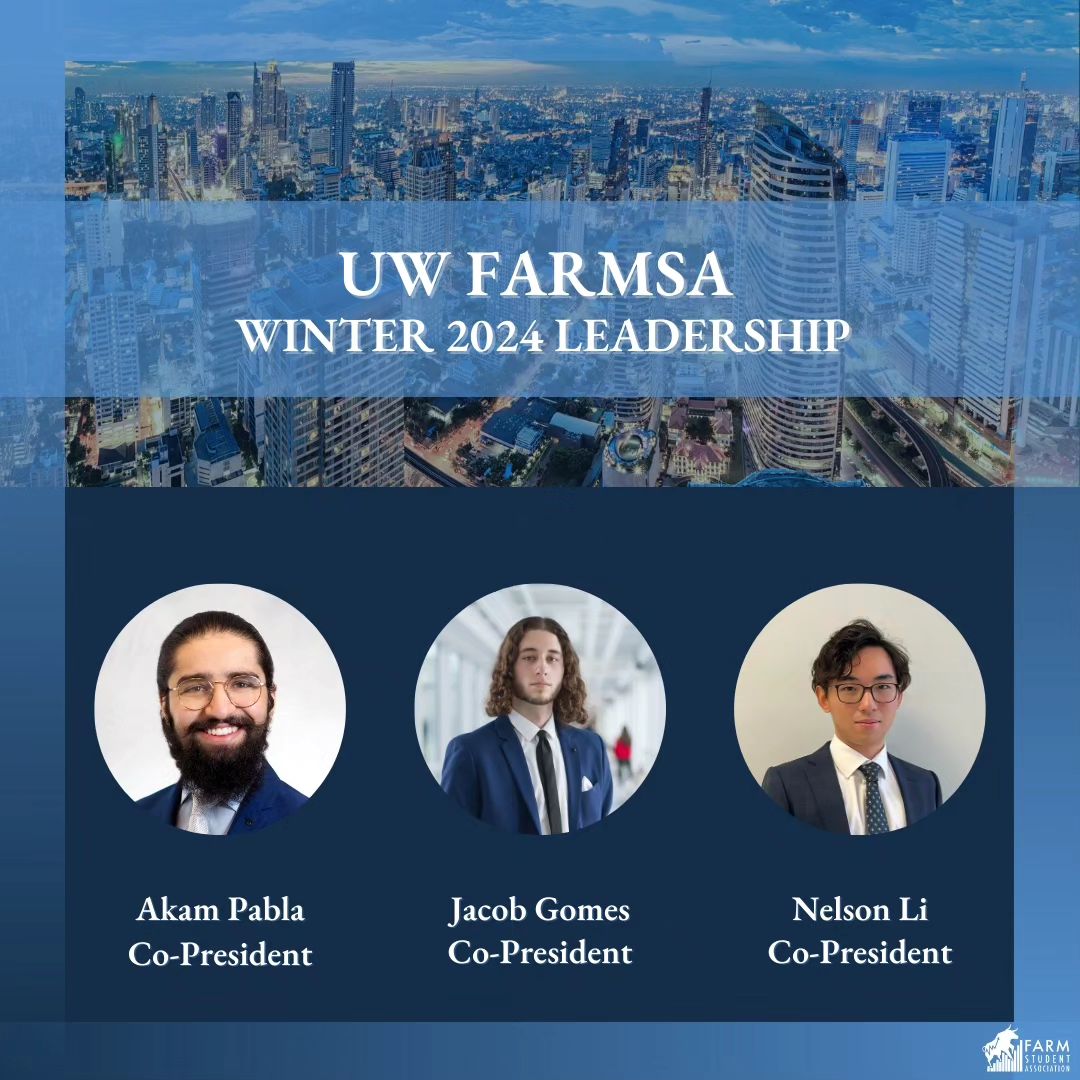 UW FARMSA
WINTER 2024 LEADERSHIP
Akam Pabla
Co-President
Jacob Gomes
Co-President
Nelson Li
Co-President
FARM
STUDENT
ASSOCIATION